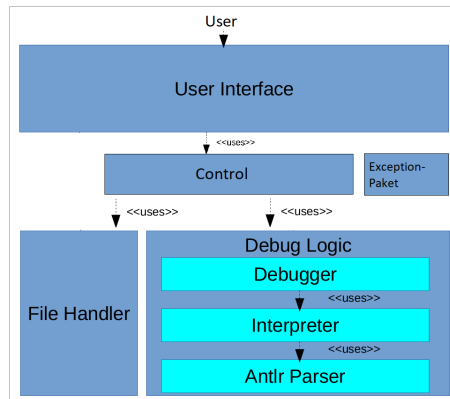 User
User Interface
<<uses>>
Control
Exception-
Paket
<<uses>>
<<uses>>
File Handler
Debug Logic
Debugger
<<uses>>
Interpreter
<<uses>>
Antlr Parser